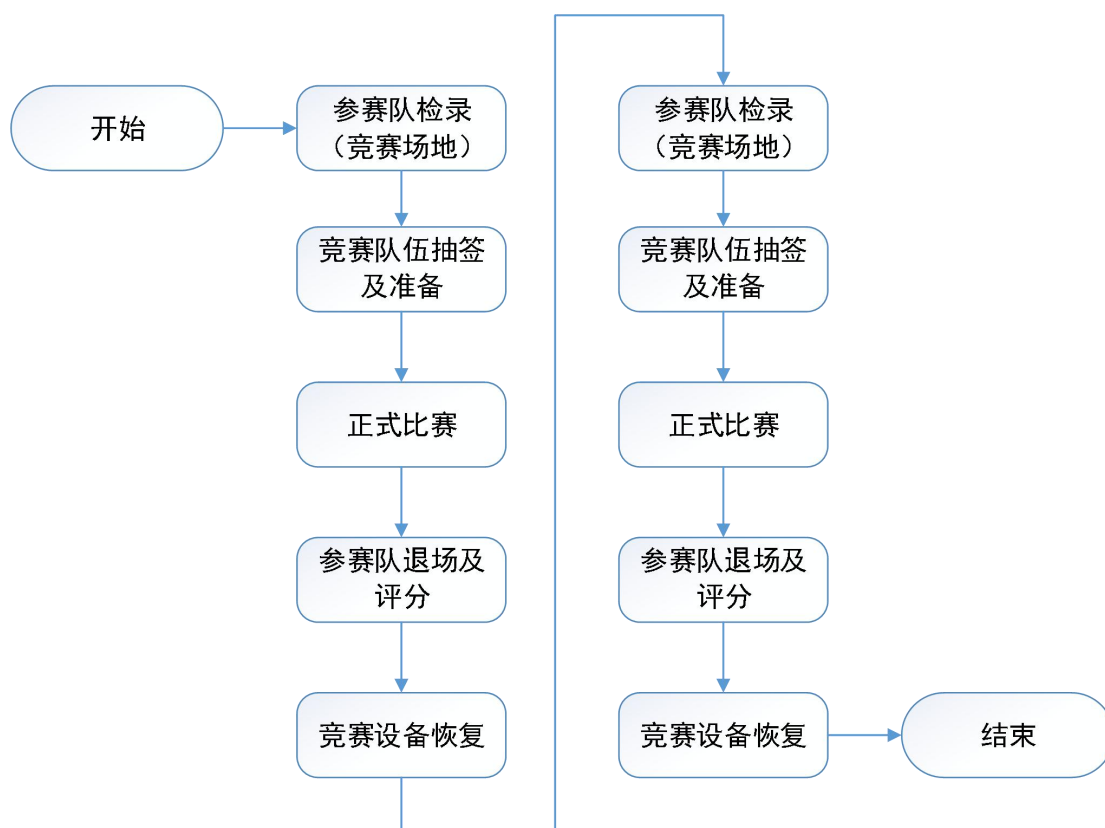 开始
参赛队检录
（竞赛场地）
竞赛队伍抽签
及准备
正式比赛
参赛队退场及
评分
竞赛设备恢复
参赛队检录
（竞赛场地）
竞赛队伍抽签
及准备
正式比赛
参赛队退场及
评分
竞赛设备恢复
结束